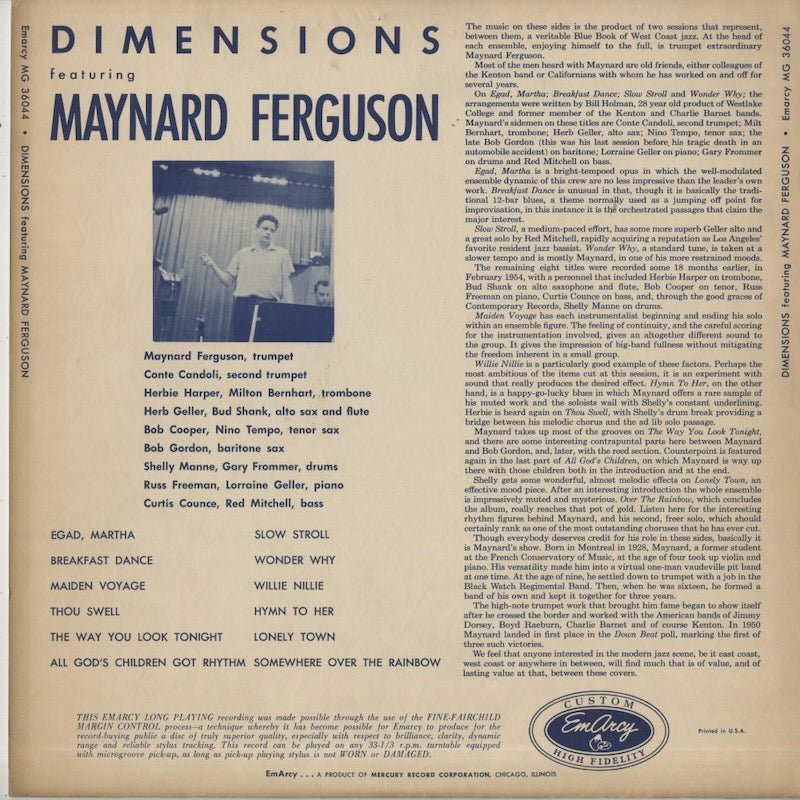 DIMENSIONS
featuring
MAYNARD FERGUSON
Maynard Ferguson, trumpet
Conte Candoli, second trumpet
Herbie Harper, Milton Bernhart, trombone
Herb Geller, Bud Shank, alto sax and flute
Bob Cooper, Nino Tempo, tenor sax
Bob Gordon, baritone sax
Shelly Manne, Gary Frommer, drums
Russ Freeman, Lorraine Geller, piano
Curtis Counce, Red Mitchell, bass
EGAD, MARTHA
BREAKFAST DANCE
MAIDEN VOYAGE
THOU SWELL
THE WAY YOU LOOK TONIGHT
ALL GOD'S CHILDREN GOT RHYTHM
SLOW STROLL
WONDER WHY
WILLIE NILLIE
HYMN TO HER
LONELY TOWN
SOMEWHERE OVER THE RAINBOW
The music on these sides is the product of two sessions that represent,
between them, a veritable Blue Book of West Coast jazz. At the head of
each ensemble, enjoying himself to the full, is trumpet extraordinary
Maynard Ferguson.
Most of the men heard with Maynard are old friends, either colleagues of
the Kenton band or Californians with whom he has worked on and off for
several years.
On Egad, Martha; Breakfast Dance; Slow Stroll and Wonder Why; the
arrangements were written by Bill Holman, 28 year old product of Westlake
College and former member of the Kenton and Charlie Barnet bands.
Maynard's sidemen on these titles are Conte Candoli, second trumpet; Milt
Bernhart, trombone; Herb Geller, alto sax; Nino Tempo, tenor sax; the
late Bob Gordon (this was his last session before his tragic death in an
automobile accident) on baritone; Lorraine Geller on piano; Gary Frommer
on drums and Red Mitchell on bass.
Egad, Martha is a bright-tempoed opus in which the well-modulated
ensemble dynamic of this crew are no less impressive than the leader's own
work. Breakfast Dance is unusual in that, though it is basically the tradi-
tional 12-bar blues, a theme normally used as a jumping off point for
improvisation, in this instance it is the orchestrated passages that claim the
major interest.
Slow Stroll, a medium-paced effort, has some more superb Geller alto and
a great solo by Red Mitchell, rapidly acquiring a reputation as Los Angeles'
favorite resident jazz bassist. Wonder Why, a standard tune, is taken at a
slower tempo and is mostly Maynard, in one of his more restrained moods.
The remaining eight titles were recorded some 18 months earlier, in
February 1954, with a personnel that included Herbie Harper on trombone,
Bud Shank on alto saxophone and flute, Bob Cooper on tenor, Russ
Freeman on piano, Curtis Counce on bass, and, through the good graces of
Contemporary Records, Shelly Manne on drums.
Maiden Voyage has each instrumentalist beginning and ending his solo
within an ensemble figure. The feeling of continuity, and the careful scoring
for the instrumentation involved, gives an altogether different sound to
the group. It gives the impression of big-band fullness without mitigating
the freedom inherent in a small group.
Willie Nillie is a particularly good example of these factors. Perhaps the
most ambitious of the items cut at this session, it is an experiment with
sound that really produces the desired effect. Hymn To Her, on the other
hand, is a happy-go-lucky blues in which Maynard offers a rare sample of
his muted work and the soloists wail with Shelly's constant underlining.
Herbie is heard again on Thou Swell, with Shelly's drum break providing a
bridge between his melodic chorus and the ad lib solo passage.
Maynard takes up most of the grooves on The Way You Look Tonight,
and there are some interesting contrapuntal parts here between Maynard
and Bob Gordon, and, later, with the reed section. Counterpoint is featured
again in the last part of All God's Children, on which Maynard is way up
there with those children both in the introduction and at the end.
Shelly gets some wonderful, almost melodic effects on Lonely Town, an
effective mood piece. After an interesting introduction the whole ensemble
is impressively muted and mysterious. Over The Rainbow, which concludes
the album, really reaches that pot of gold. Listen here for the interesting
rhythm figures behind Maynard, and his second, freer solo, which should
certainly rank as one of the most outstanding choruses that he has ever cut.
Though everybody deserves credit for his role in these sides, basically it
is Maynard's show. Born in Montreal in 1928, Maynard, a former student
at the French Conservatory of Music, at the age of four took up violin and
piano. His versatility made him into a virtual one-man vaudeville pit band
at one time. At the age of nine, he settled down to trumpet with a job in the
Black Watch Regimental Band. Then, when he was sixteen, he formed a
band of his own and kept it together for three years.
The high-note trumpet work that brought him fame began to show itself
after he crossed the border and worked with the American bands of Jimmy
Dorsey, Boyd Raeburn, Charlie Barnet and of course Kenton. In 1950
Maynard landed in first place in the Down Beat poll, marking the first of
three such victories.
We feel that anyone interested in the modern jazz scene, be it east coast,
west coast or anywhere in between, will find much that is of value, and of
lasting value at that, between these covers.
THIS EMARCY LONG PLAYING recording was made possible through the use of the FINE-FAIRCHILD
MARGIN CONTROL process—a technique whereby it has become possible for Emarcy to produce for the
record-buying public a disc of truly superior quality, especially with respect to brilliance, clarity, dynamic
range and reliable stylus tracking. This record can be played on any 33-1/3 r.p.m. turntable equipped
with microgroove pick-up, as long as pick-up playing stylus is not WORN or DAMAGED.
EmArcy . . . A PRODUCT OF MERCURY RECORD CORPORATION, CHICAGO, ILLINOIS
CUSTOM
EmArcy
HIGH FIDELITY
Printed in U.S.A.
Emarcy MG 36044 • DIMENSIONS featuring MAYNARD FERGUSON
DIMENSIONS featuring MAYNARD FERGUSON • Emarcy MG 36044